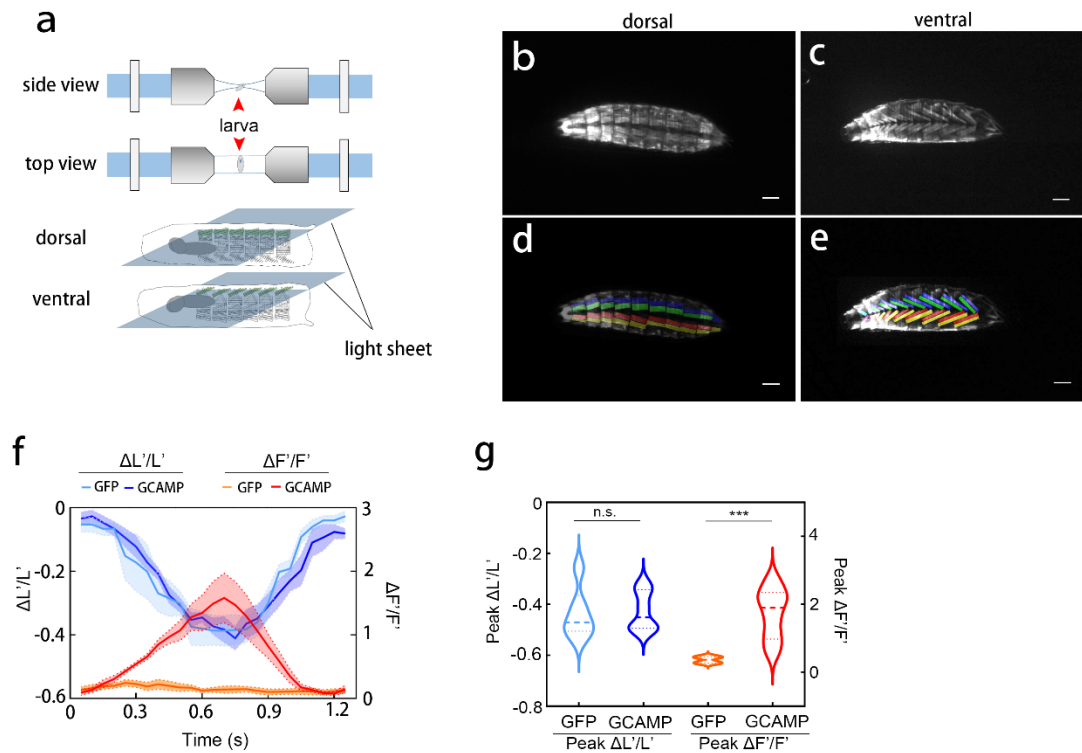 a
side view
larva
top view
dorsal
ventral
light sheet
dorsal
ventral
b
c
d
e
f
ΔL'/L'
ΔF'/F'
GFP
GCAMP
GFP
GCAMP
0
-0.2
-0.4
-0.6
ΔL'/L'
3
2
1
0
ΔF'/F'
0
0.3
0.6
0.9
1.2
Time (s)
g
0
-0.2
-0.4
-0.6
-0.8
Peak ΔL'/L'
n.s.
***
4
2
0
Peak ΔF'/F'
GFP
GCAMP
GFP
GCAMP
Peak ΔL'/L'
Peak ΔF'/F'